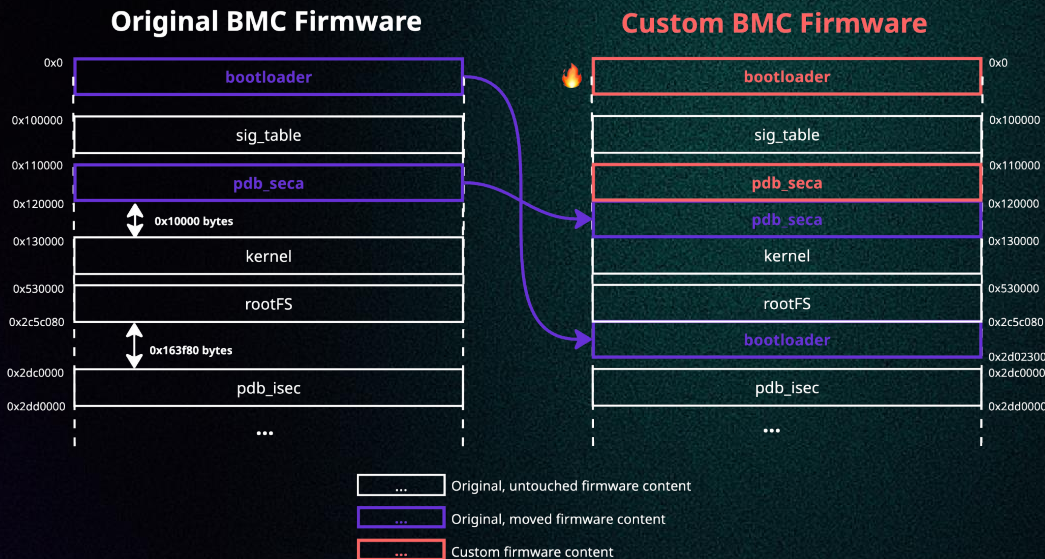 Original BMC Firmware
0x0
bootloader
0x100000
sig_table
0x110000
pdb_seca
0x120000
0x10000 bytes
0x130000
kernel
0x530000
rootFS
0x2c5c080
0x163f80 bytes
0x2dc0000
pdb_isec
0x2dd0000
...
Custom BMC Firmware
0x0
bootloader
0x100000
sig_table
0x110000
pdb_seca
0x120000
pdb_seca
0x130000
kernel
0x530000
rootFS
0x2c5c080
bootloader
0x2d02300
0x2dc0000
pdb_isec
0x2dd0000
...
... Original, untouched firmware content
... Original, moved firmware content
... Custom firmware content